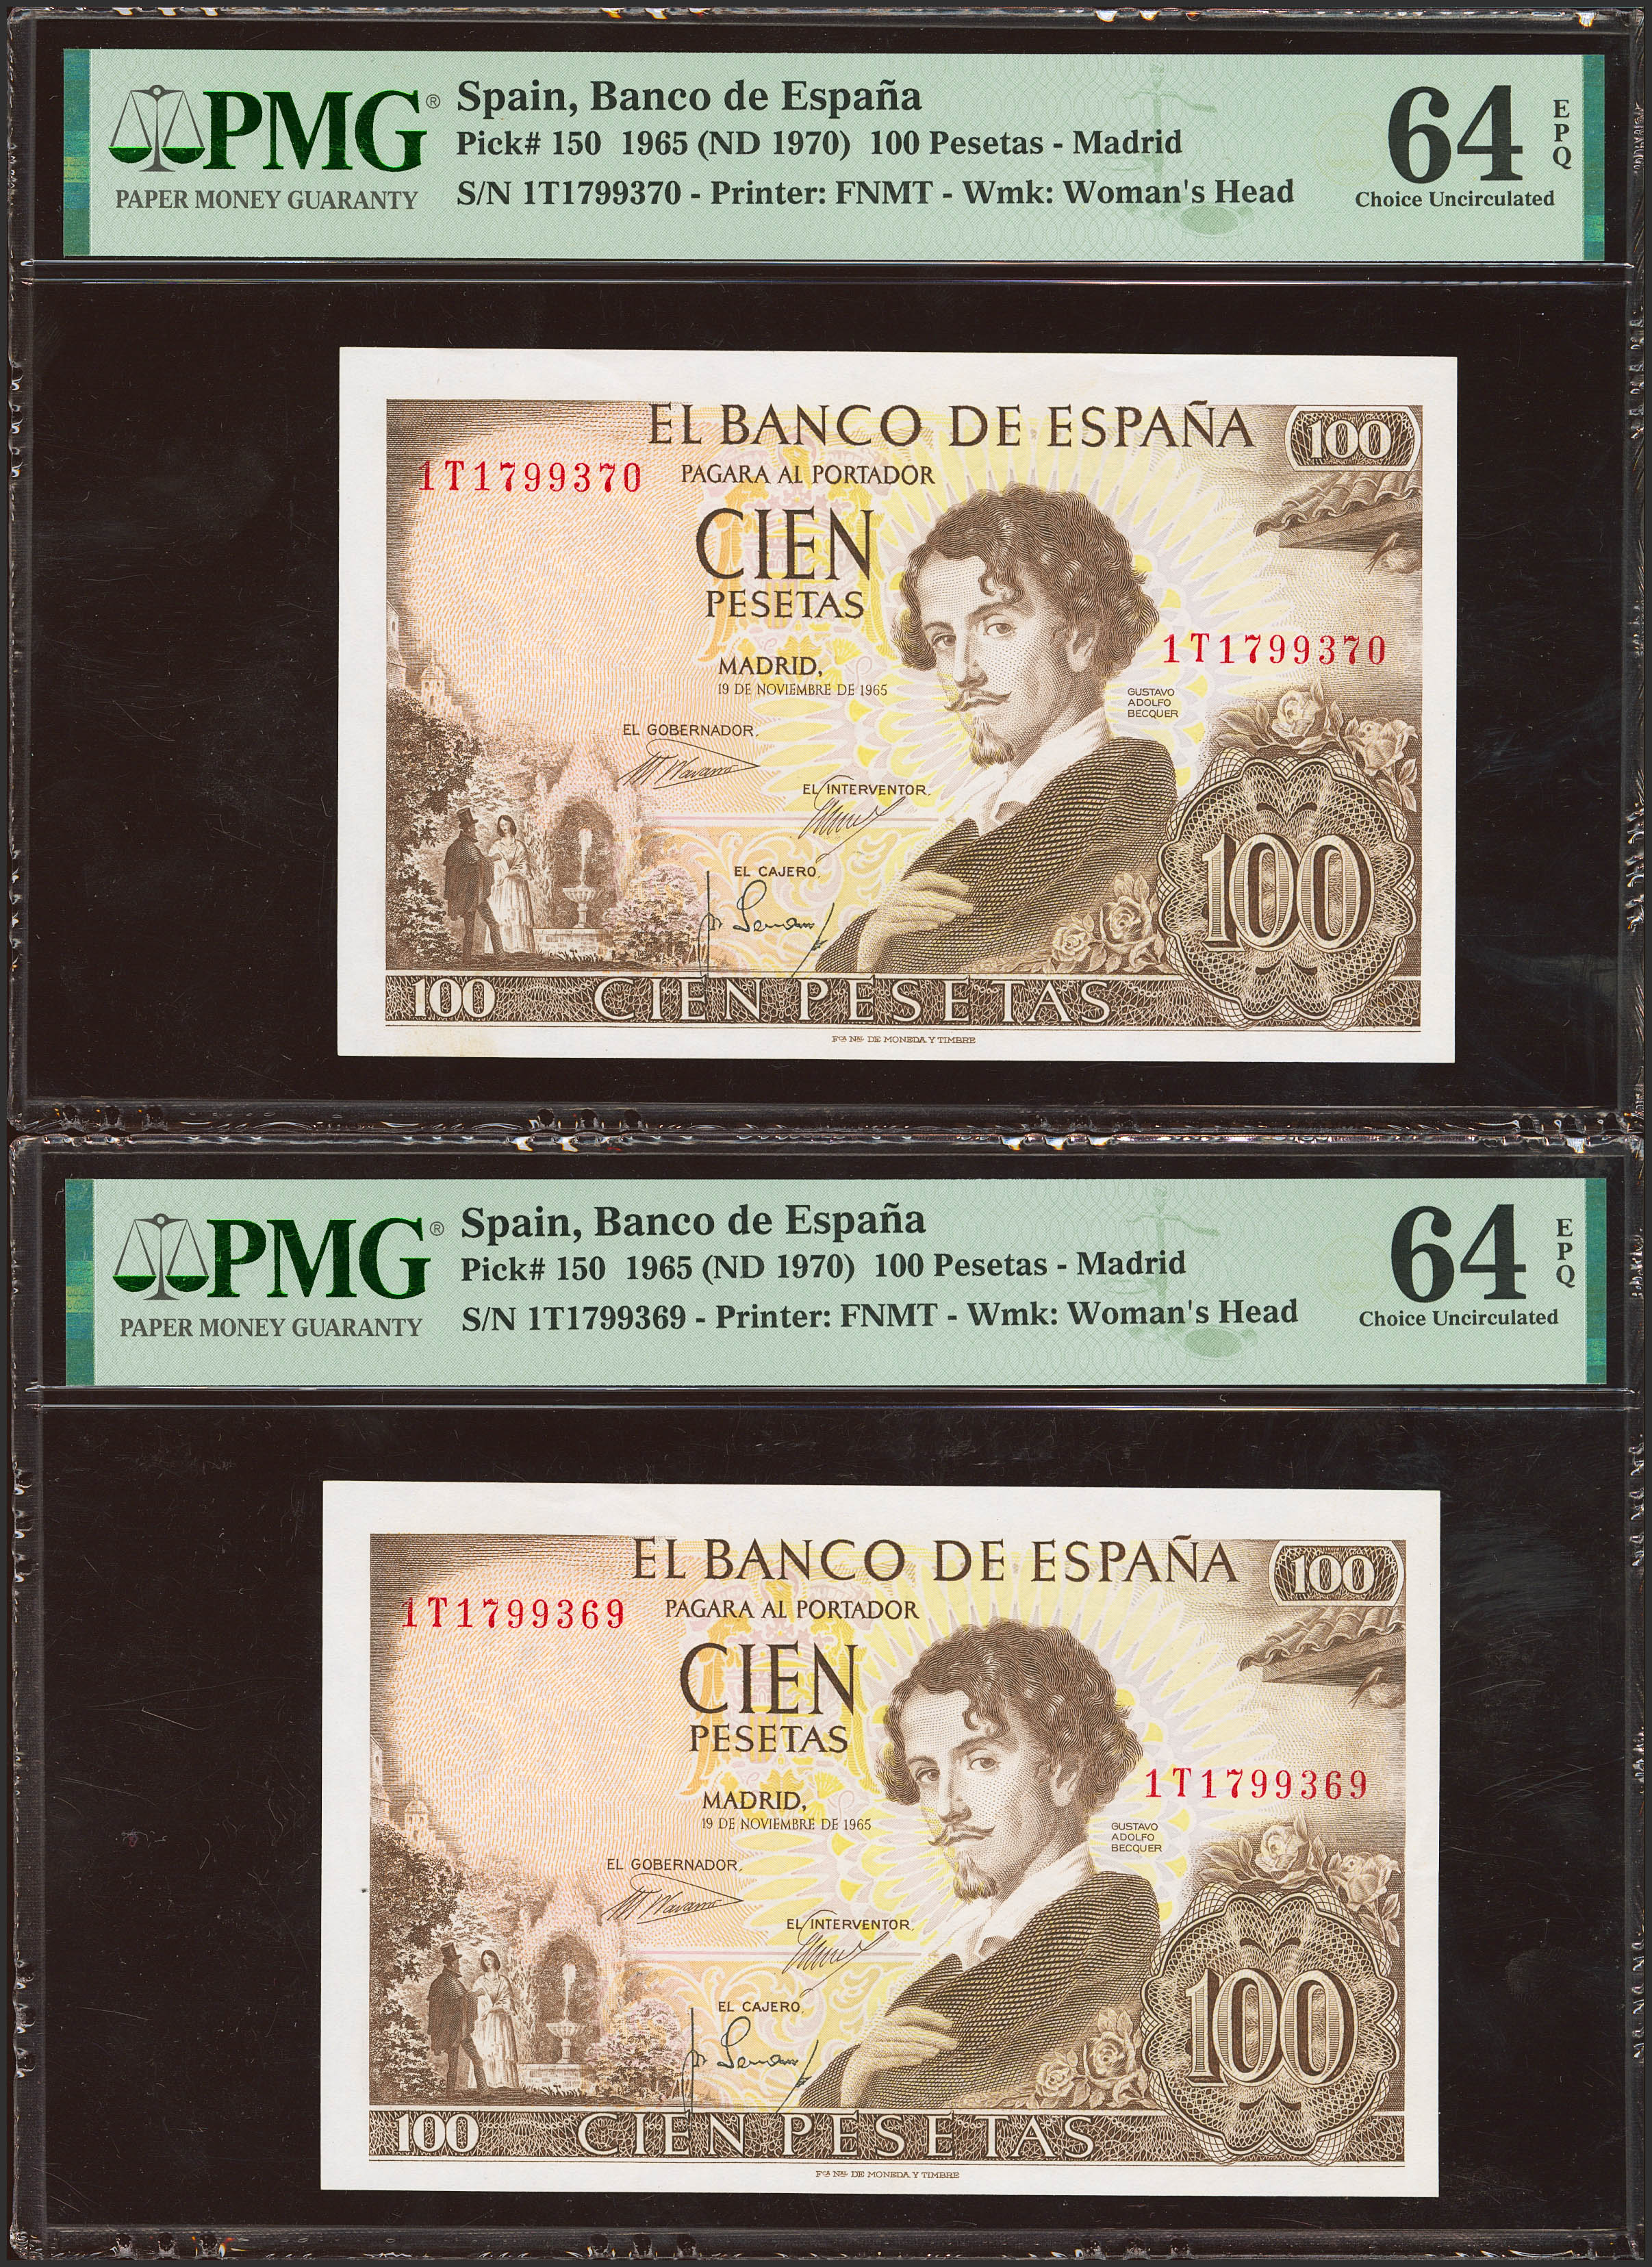 PMG®
PAPER MONEY GUARANTY
Spain, Banco de España
Pick# 150 1965 (ND 1970) 100 Pesetas - Madrid
S/N 1T1799370 - Printer: FNMT - Wmk: Woman's Head
64
EPQ
Choice Uncirculated
EL BANCO DE ESPAÑA
100
1T1799370
PAGARA AL PORTADOR
CIEN
PESETAS
1T1799370
MADRID,
19 DE NOVIEMBRE DE 1965
GUSTAVO
ADOLFO
BECQUER
EL GOBERNADOR,
EL INTERVENTOR,
EL CAJERO,
100
100
CIEN PESETAS
Fca Nal DE MONEDA Y TIMBRE
PMG®
PAPER MONEY GUARANTY
Spain, Banco de España
Pick# 150 1965 (ND 1970) 100 Pesetas - Madrid
S/N 1T1799369 - Printer: FNMT - Wmk: Woman's Head
64
EPQ
Choice Uncirculated
EL BANCO DE ESPAÑA
100
1T1799369
PAGARA AL PORTADOR
CIEN
PESETAS
1T1799369
MADRID,
19 DE NOVIEMBRE DE 1965
GUSTAVO
ADOLFO
BECQUER
EL GOBERNADOR,
EL INTERVENTOR,
EL CAJERO,
100
100
CIEN PESETAS
Fca Nal DE MONEDA Y TIMBRE